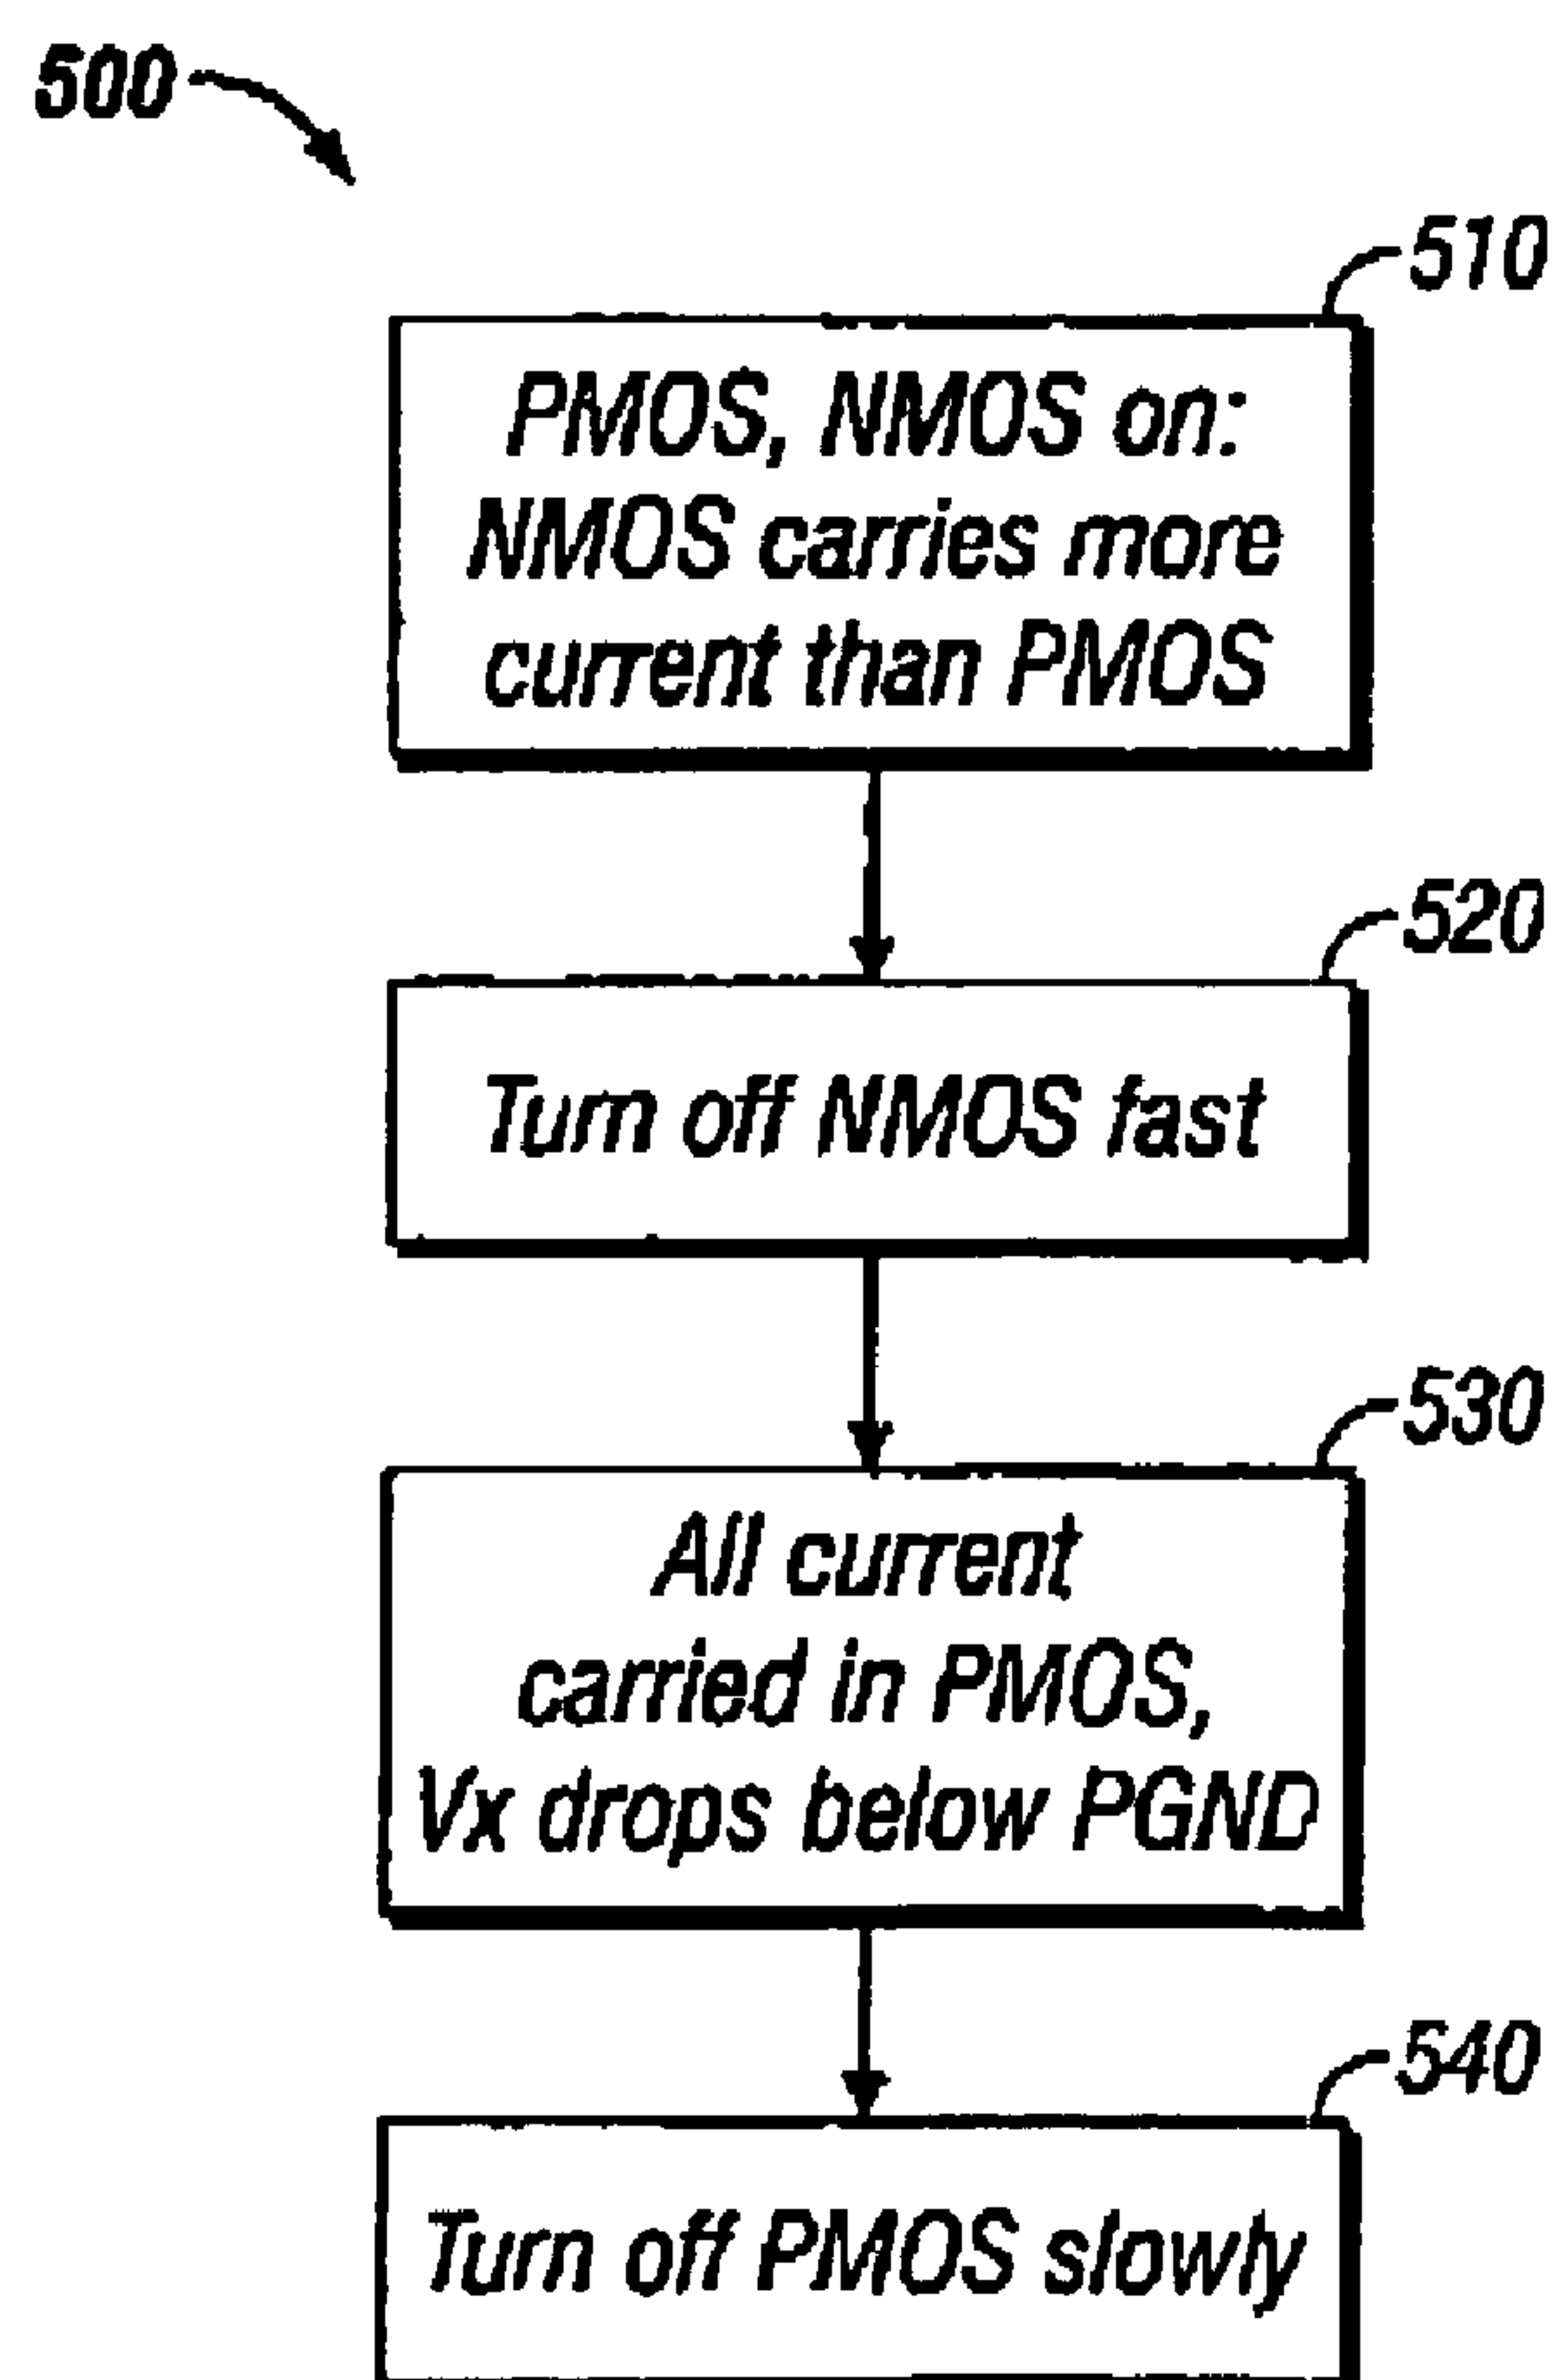 500
510
PMOS, NMOS on:
NMOS carries more
current than PMOS
520
Turn off NMOS fast
530
All current
carried in PMOS,
Vx drops below PGND
540
Turn off PMOS slowly